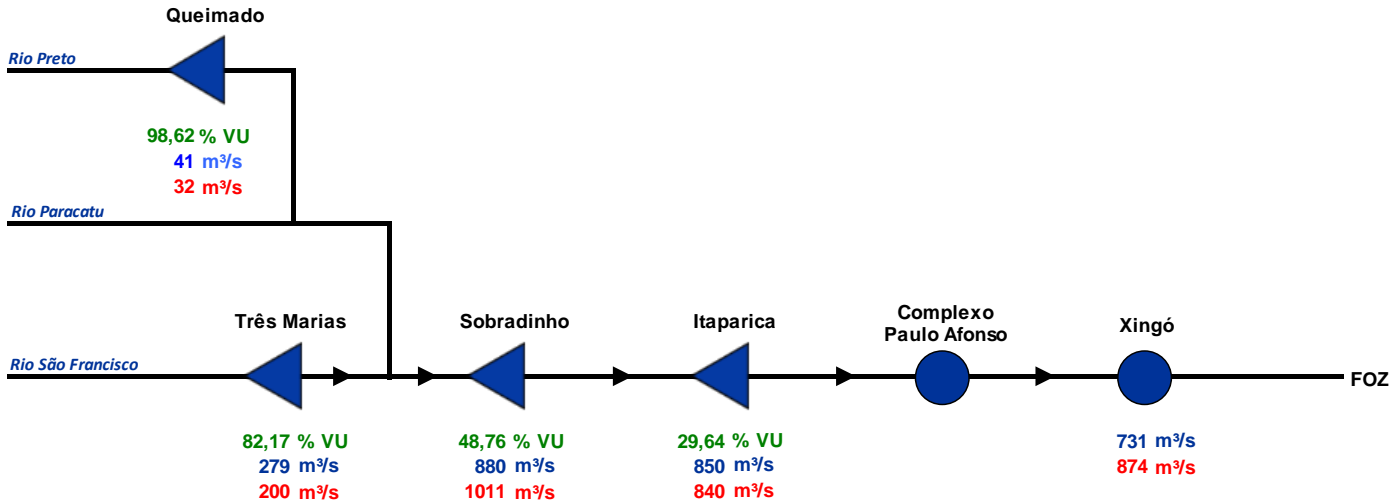 Queimado
Rio Preto
98,62 % VU
41 m³/s
32 m³/s
Rio Paracatu
Três Marias
Sobradinho
Itaparica
Complexo
Paulo Afonso
Xingó
Rio São Francisco
FOZ
82,17 % VU
279 m³/s
200 m³/s
48,76 % VU
880 m³/s
1011 m³/s
29,64 % VU
850 m³/s
840 m³/s
731 m³/s
874 m³/s